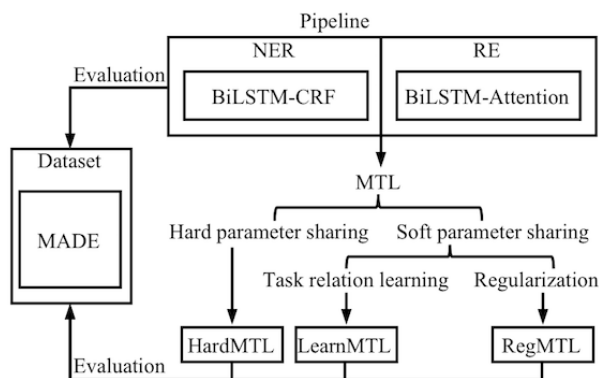 Pipeline
NER
RE
Evaluation
BiLSTM-CRF
BiLSTM-Attention
Dataset
MADE
MTL
Hard parameter sharing
Soft parameter sharing
Task relation learning
Regularization
HardMTL
LearnMTL
RegMTL
Evaluation